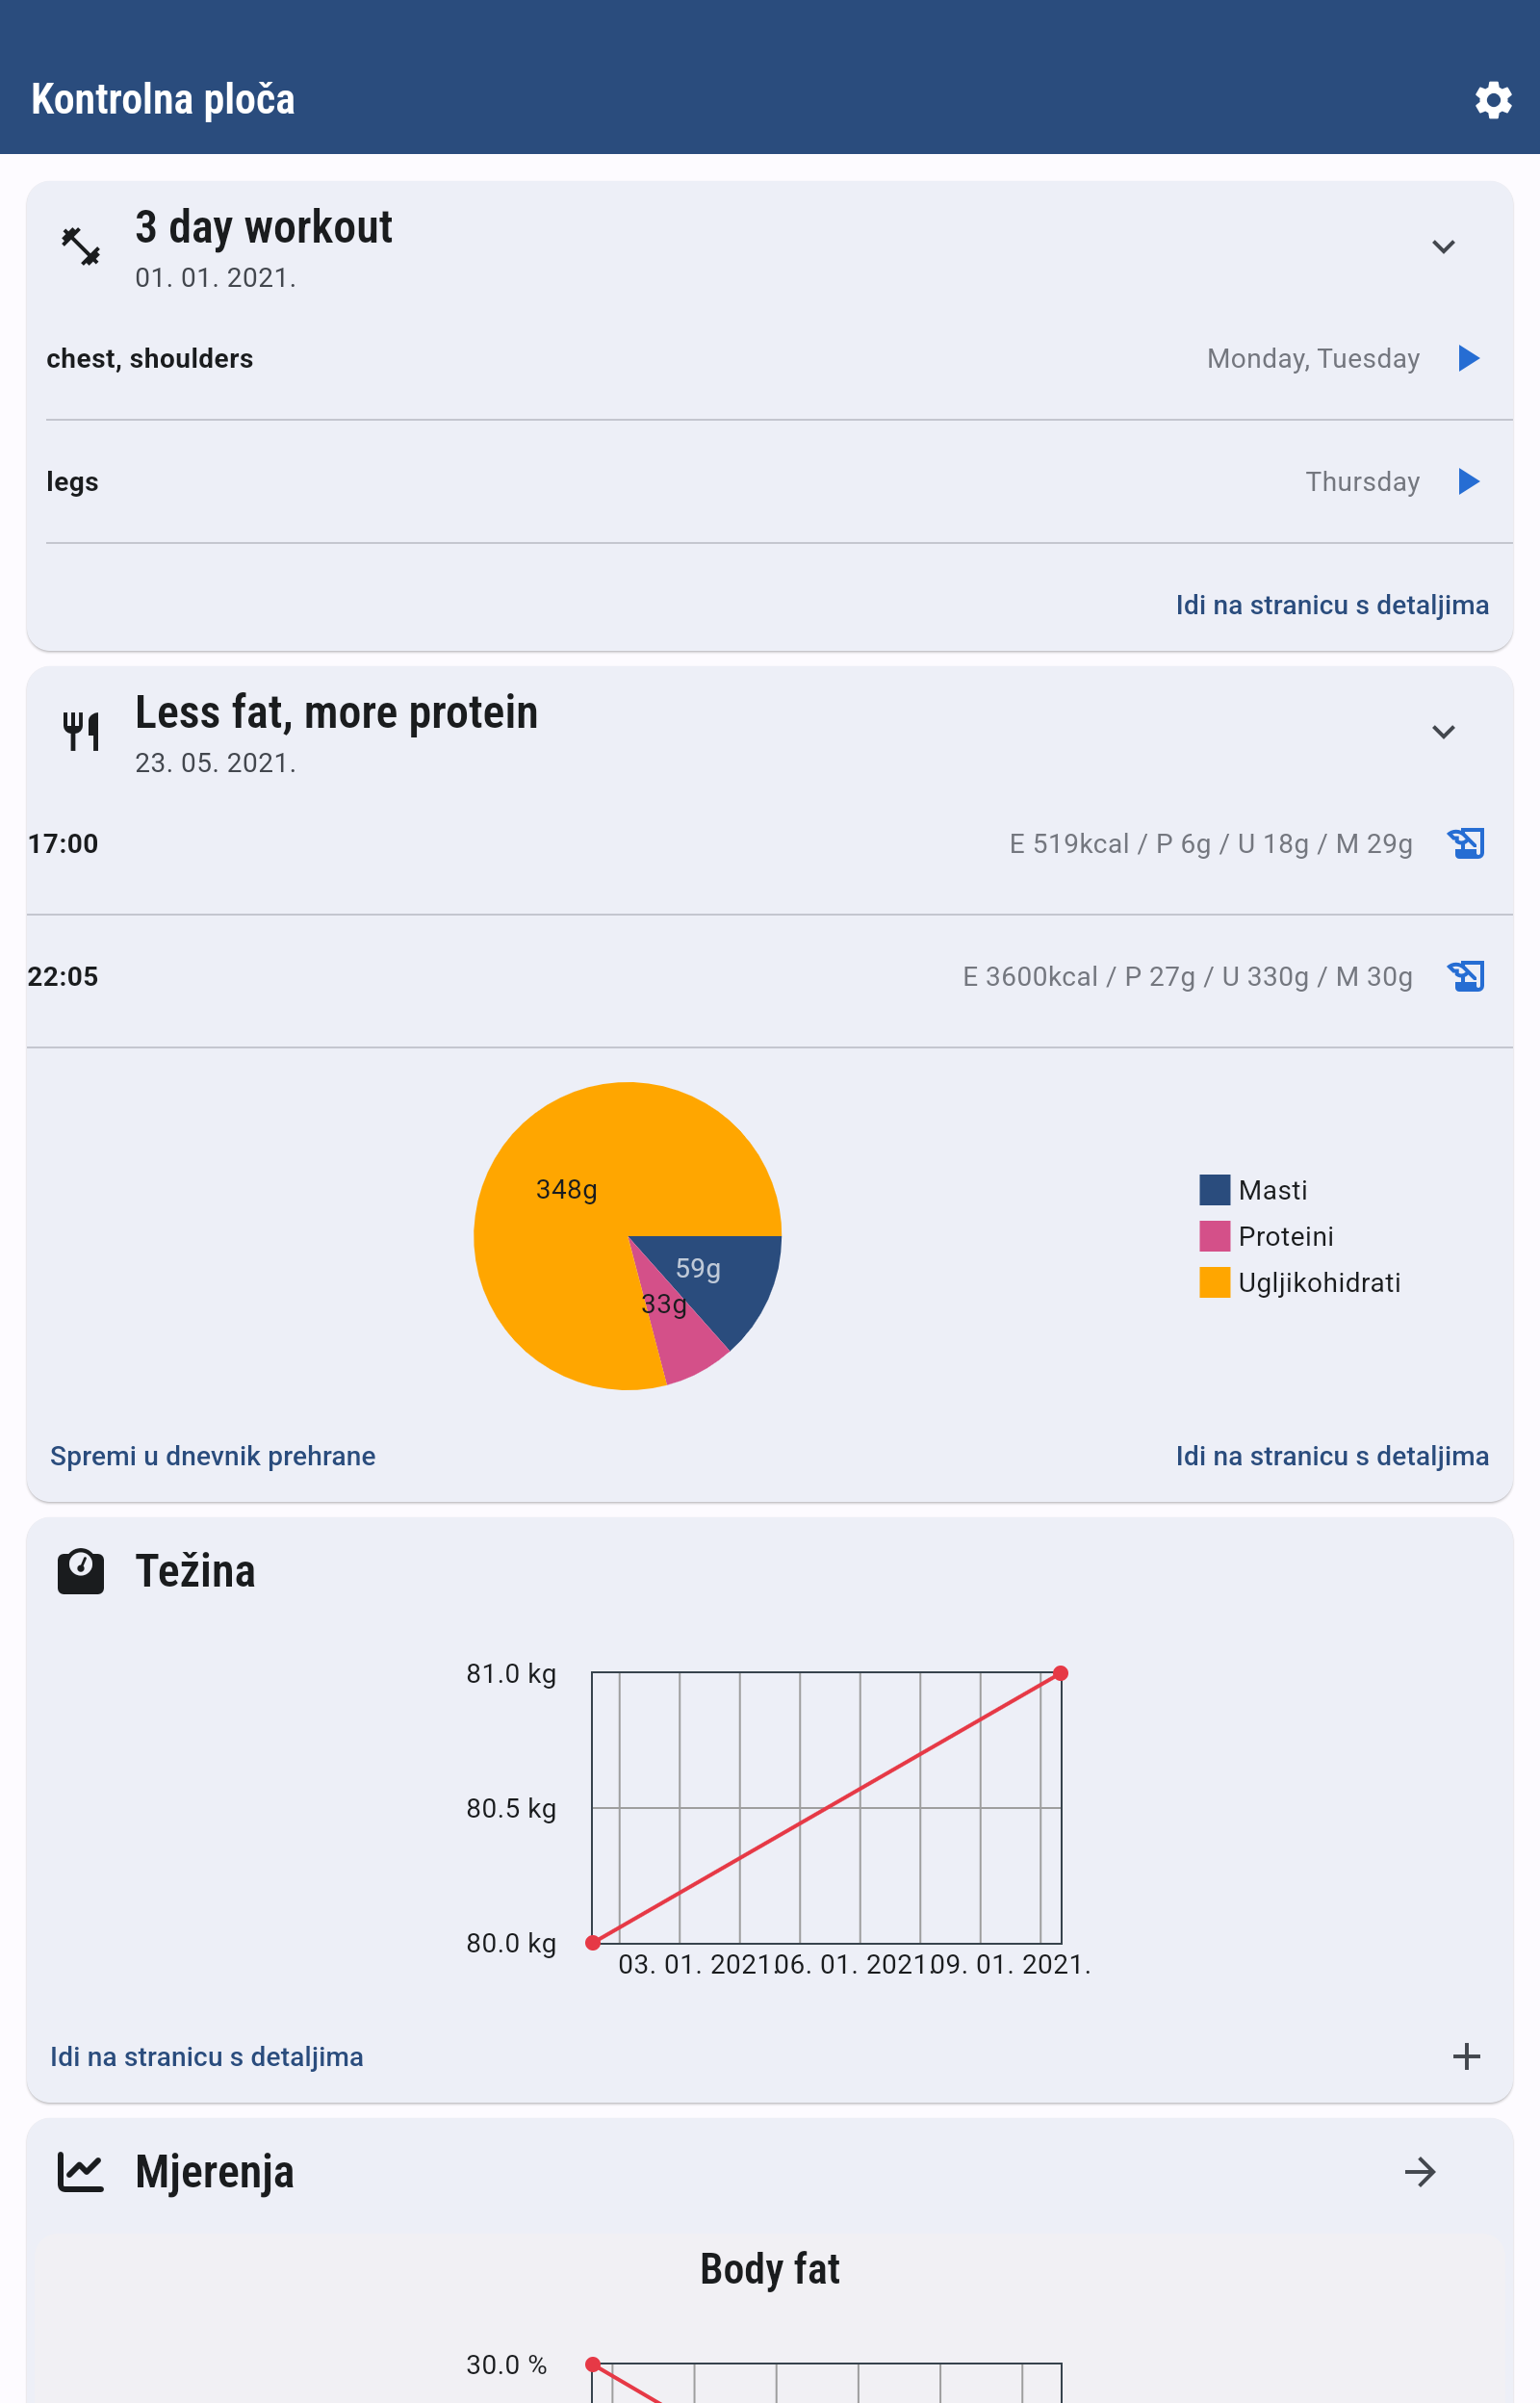 Kontrolna ploča
3 day workout
01. 01. 2021.
chest, shoulders Monday, Tuesday
legs Thursday
Idi na stranicu s detaljima
Less fat, more protein
23. 05. 2021.
17:00 E 519kcal / P 6g / U 18g / M 29g
22:05 E 3600kcal / P 27g / U 330g / M 30g
348g
59g
33g
Masti
Proteini
Ugljikohidrati
Spremi u dnevnik prehrane Idi na stranicu s detaljima
Težina
81.0 kg
80.5 kg
80.0 kg
03. 01. 2021. 06. 01. 2021. 09. 01. 2021.
Idi na stranicu s detaljima
Mjerenja
Body fat
30.0 %